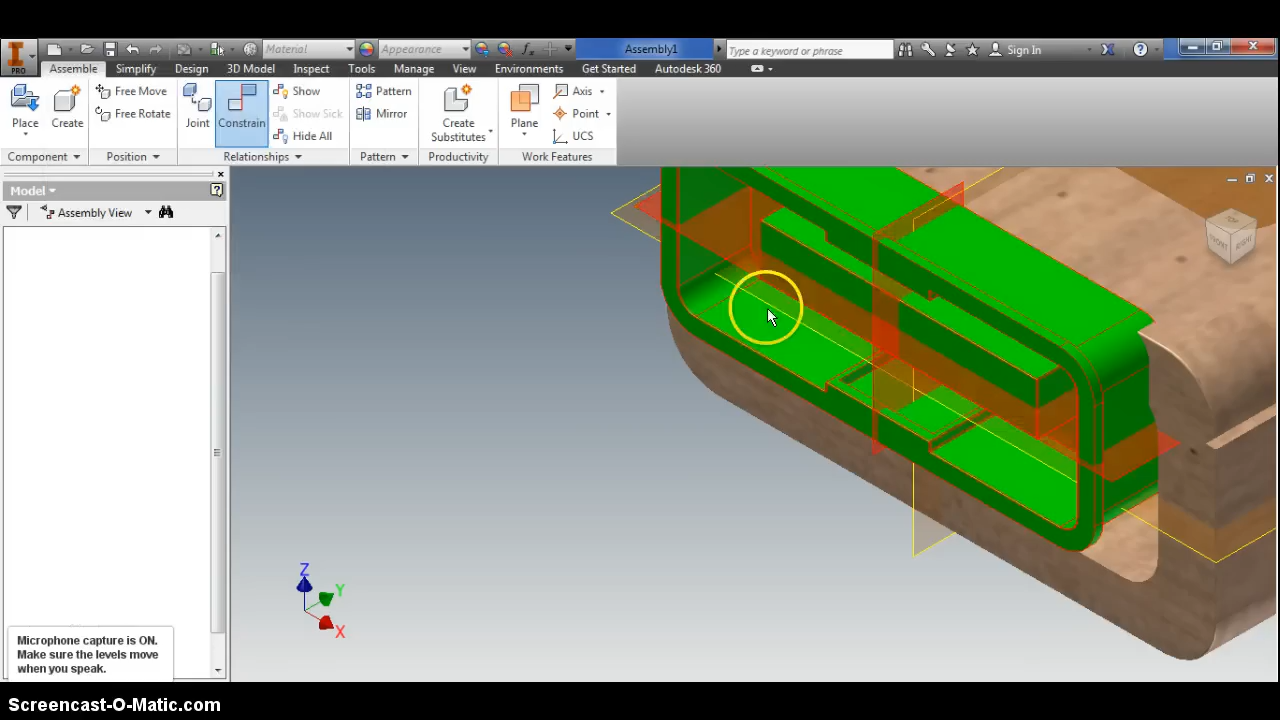 Material
Appearance
Assembly1
Type a keyword or phrase
Sign In
PRO
Assemble Simplify Design 3D Model Inspect Tools Manage View Environments Get Started Autodesk 360
Place
Create
Free Move
Free Rotate
Joint
Constrain
Show
Show Sick
Hide All
Pattern
Mirror
Create
Substitutes
Plane
Axis
Point
UCS
Component Position Relationships Pattern Productivity Work Features
Model
Assembly View
FRONT
RIGHT
Z
Y
X
Microphone capture is ON.
Make sure the levels move
when you speak.
Screencast-O-Matic.com